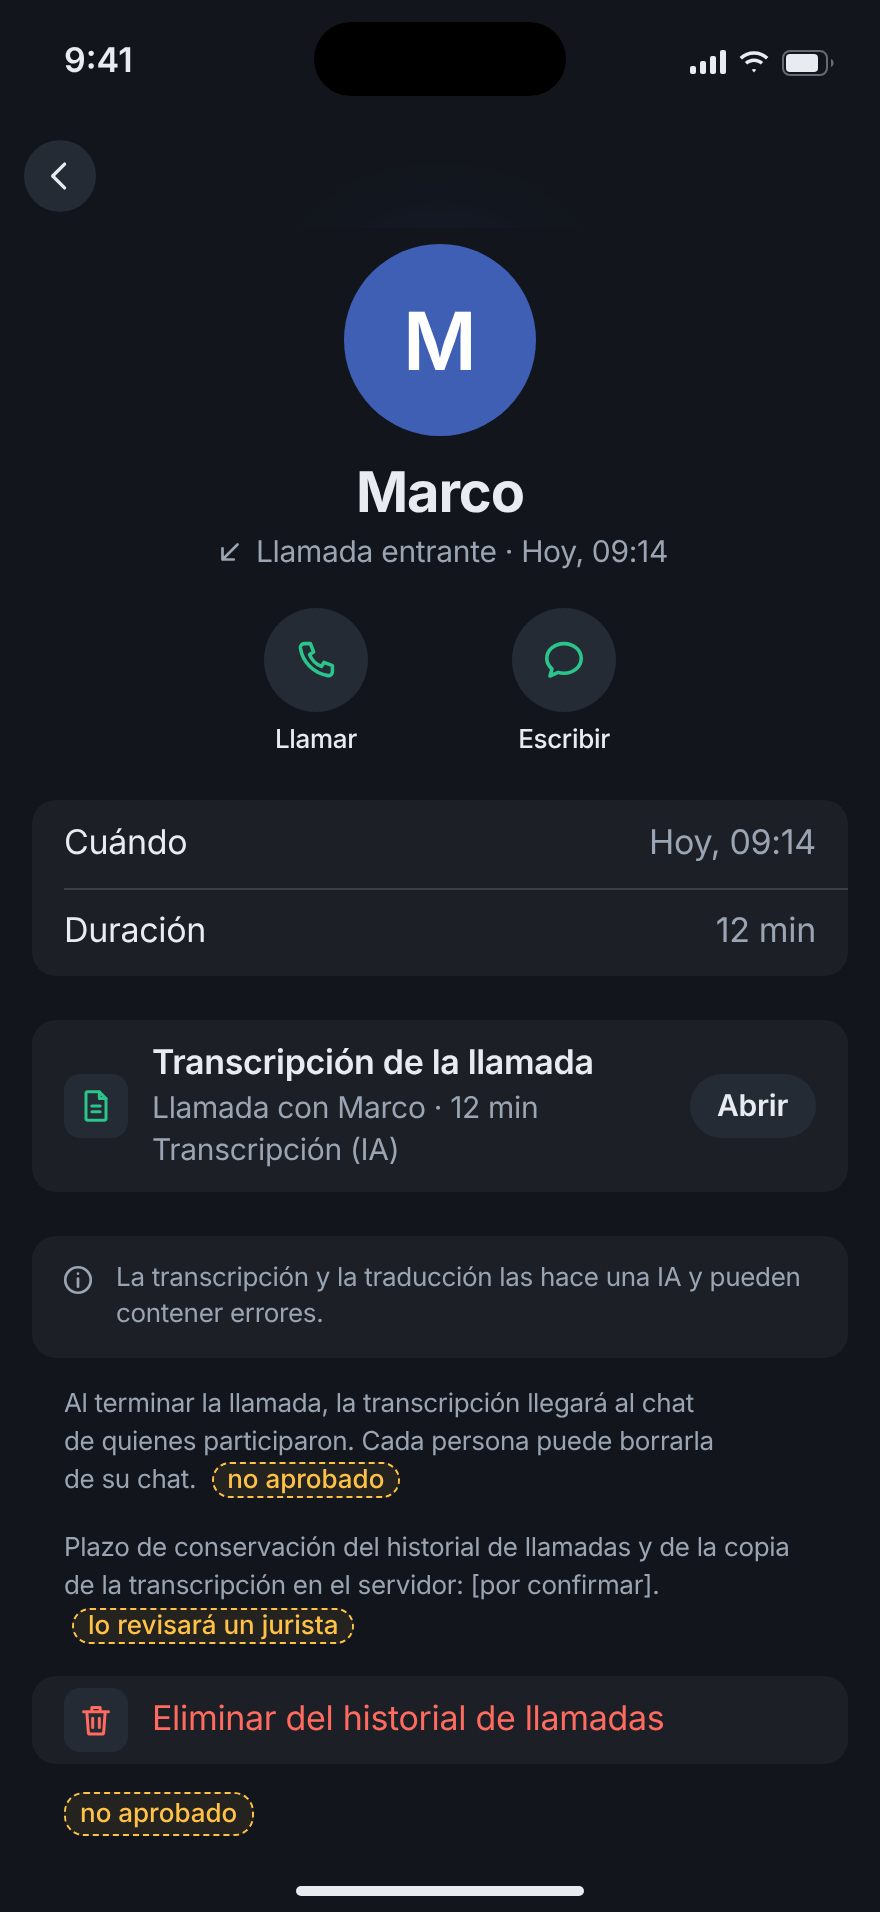 9:41
M
Marco
Llamada entrante · Hoy, 09:14
Llamar
Escribir
Cuándo
Hoy, 09:14
Duración
12 min
Transcripción de la llamada
Llamada con Marco · 12 min
Transcripción (IA)
Abrir
La transcripción y la traducción las hace una IA y pueden
contener errores.
Al terminar la llamada, la transcripción llegará al chat
de quienes participaron. Cada persona puede borrarla
de su chat. no aprobado
Plazo de conservación del historial de llamadas y de la copia
de la transcripción en el servidor: [por confirmar].
lo revisará un jurista
Eliminar del historial de llamadas
no aprobado